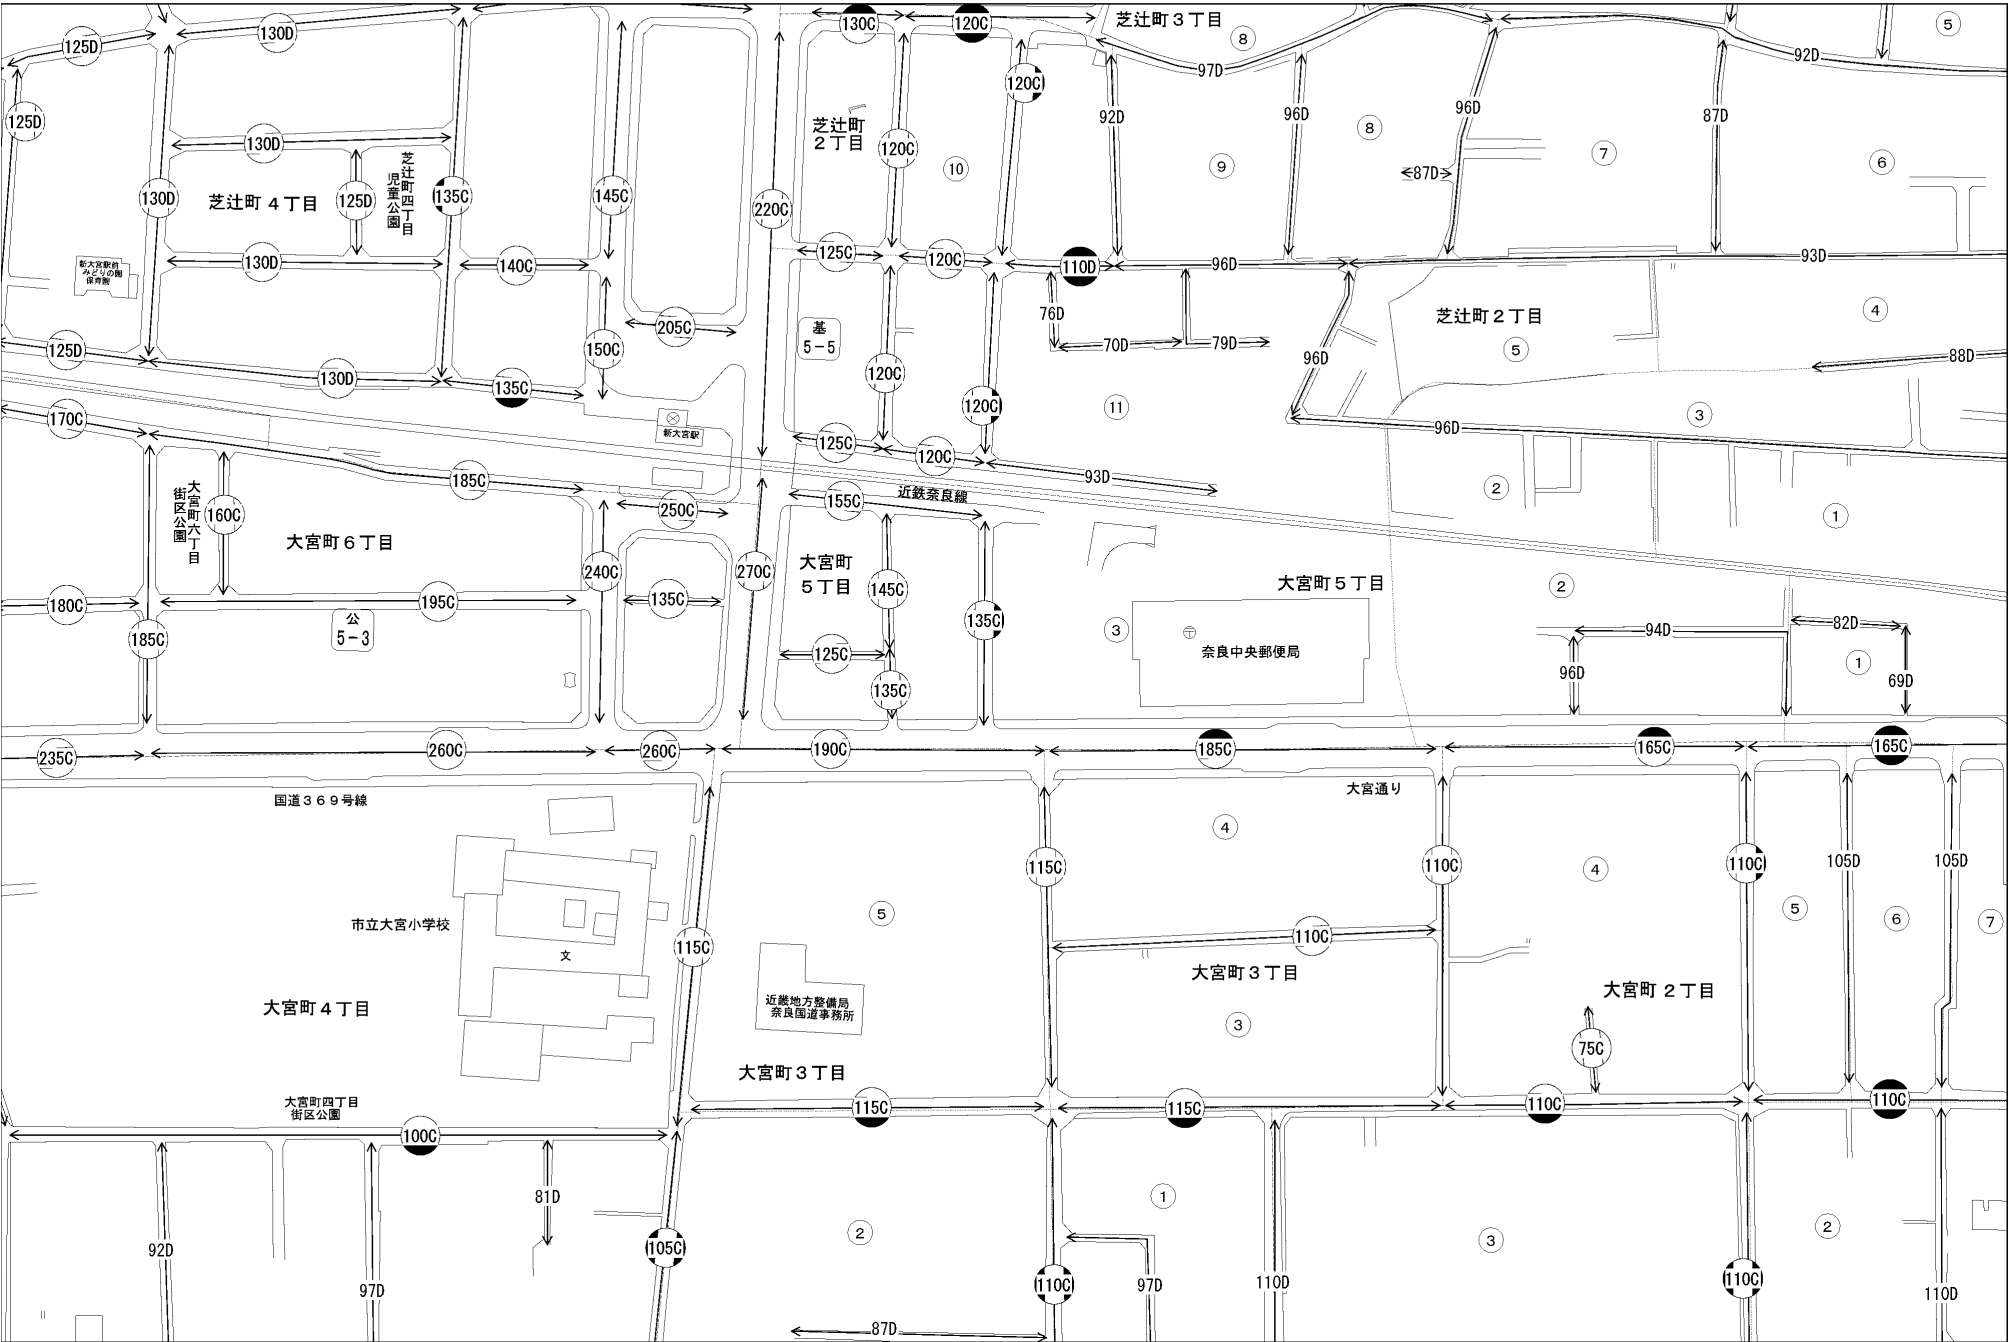 125D
130D
130C
120C
芝辻町３丁目
8
5
97D
92D
125D
130D
芝辻町四丁目
児童公園
芝辻町
２丁目
120C
120C
92D
96D
8
96D
87D
7
6
130D
芝辻町４丁目
125D
135C
145C
220C
10
9
87D
新大宮駅前
みどりの園
保育園
130D
140C
125C
120C
110D
96D
93D
125D
130D
135C
150C
205C
基
5-5
120C
120C
76D
70D
79D
96D
芝辻町２丁目
5
4
88D
170C
185C
新大宮駅
125C
120C
93D
11
96D
3
大宮町六丁目
街区公園
160C
大宮町６丁目
250C
155C
近鉄奈良線
2
1
240C
270C
大宮町
５丁目
145C
135C
大宮町５丁目
2
180C
195C
135C
185C
公
5-3
125C
135C
3
奈良中央郵便局
94D
96D
82D
1
69D
235C
260C
260C
190C
185C
165C
165C
国道３６９号線
大宮通り
4
115C
110C
4
110C
105D
105D
市立大宮小学校
文
115C
5
110C
5
6
7
大宮町４丁目
近畿地方整備局
奈良国道事務所
大宮町３丁目
3
大宮町２丁目
75C
大宮町３丁目
大宮町四丁目
街区公園
100C
115C
115C
110C
110C
92D
97D
81D
105C
2
1
110C
97D
110D
3
110C
2
110D
87D